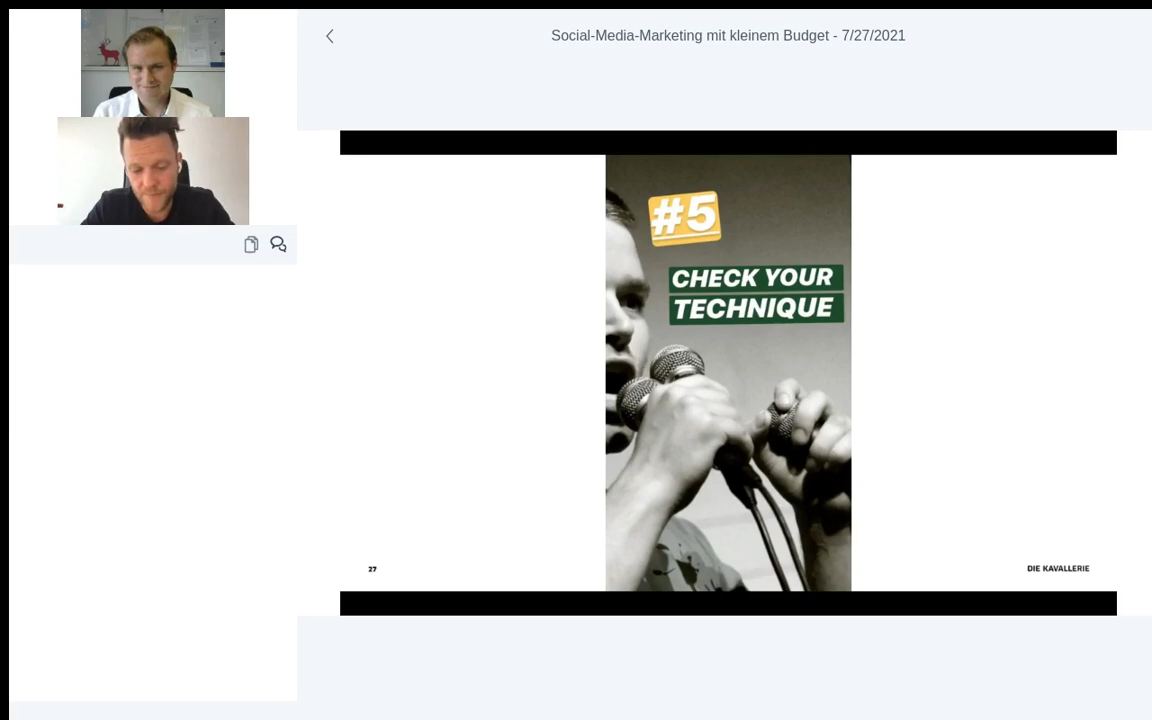 Social-Media-Marketing mit kleinem Budget - 7/27/2021
#5
CHECK YOUR
TECHNIQUE
27
DIE KAVALLERIE